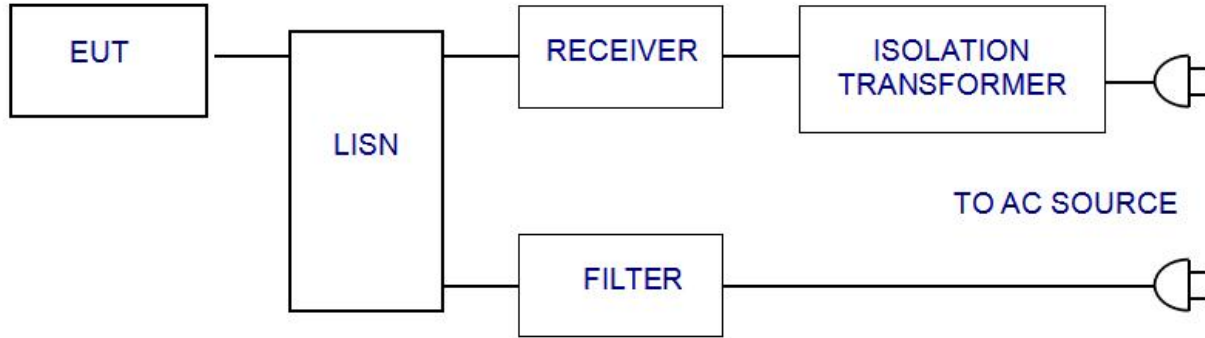 EUT
RECEIVER
ISOLATION
TRANSFORMER
LISN
TO AC SOURCE
FILTER